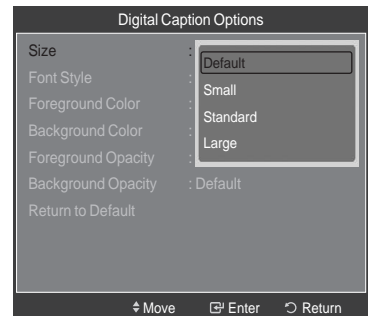 Digital Caption Options
Size :
Default
Small
Standard
Large
Font Style :
Foreground Color :
Background Color :
Foreground Opacity :
Background Opacity : Default
Return to Default
Move Enter Return